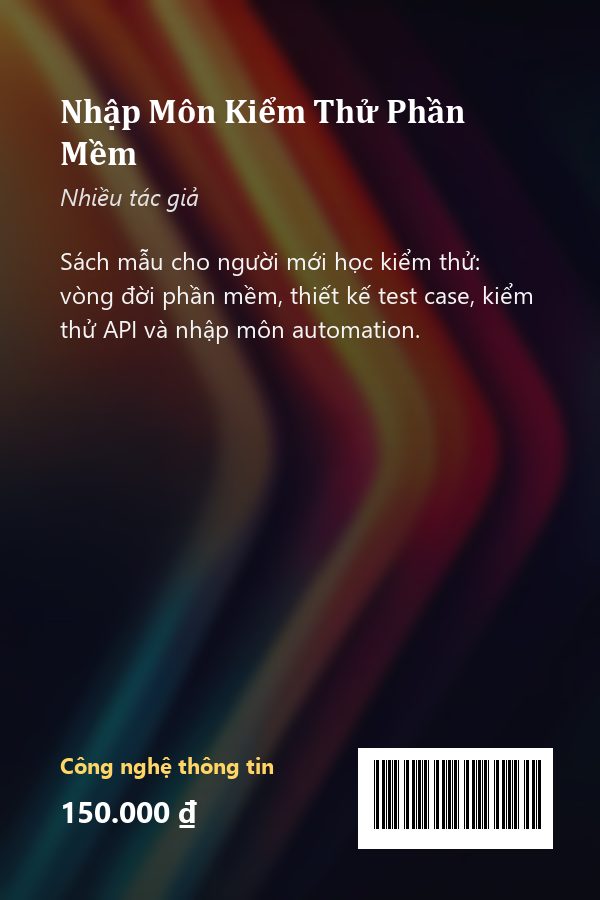 Nhập Môn Kiểm Thử Phần
Mềm
Nhiều tác giả
Sách mẫu cho người mới học kiểm thử:
vòng đời phần mềm, thiết kế test case, kiểm
thử API và nhập môn automation.
Công nghệ thông tin
150.000 ₫